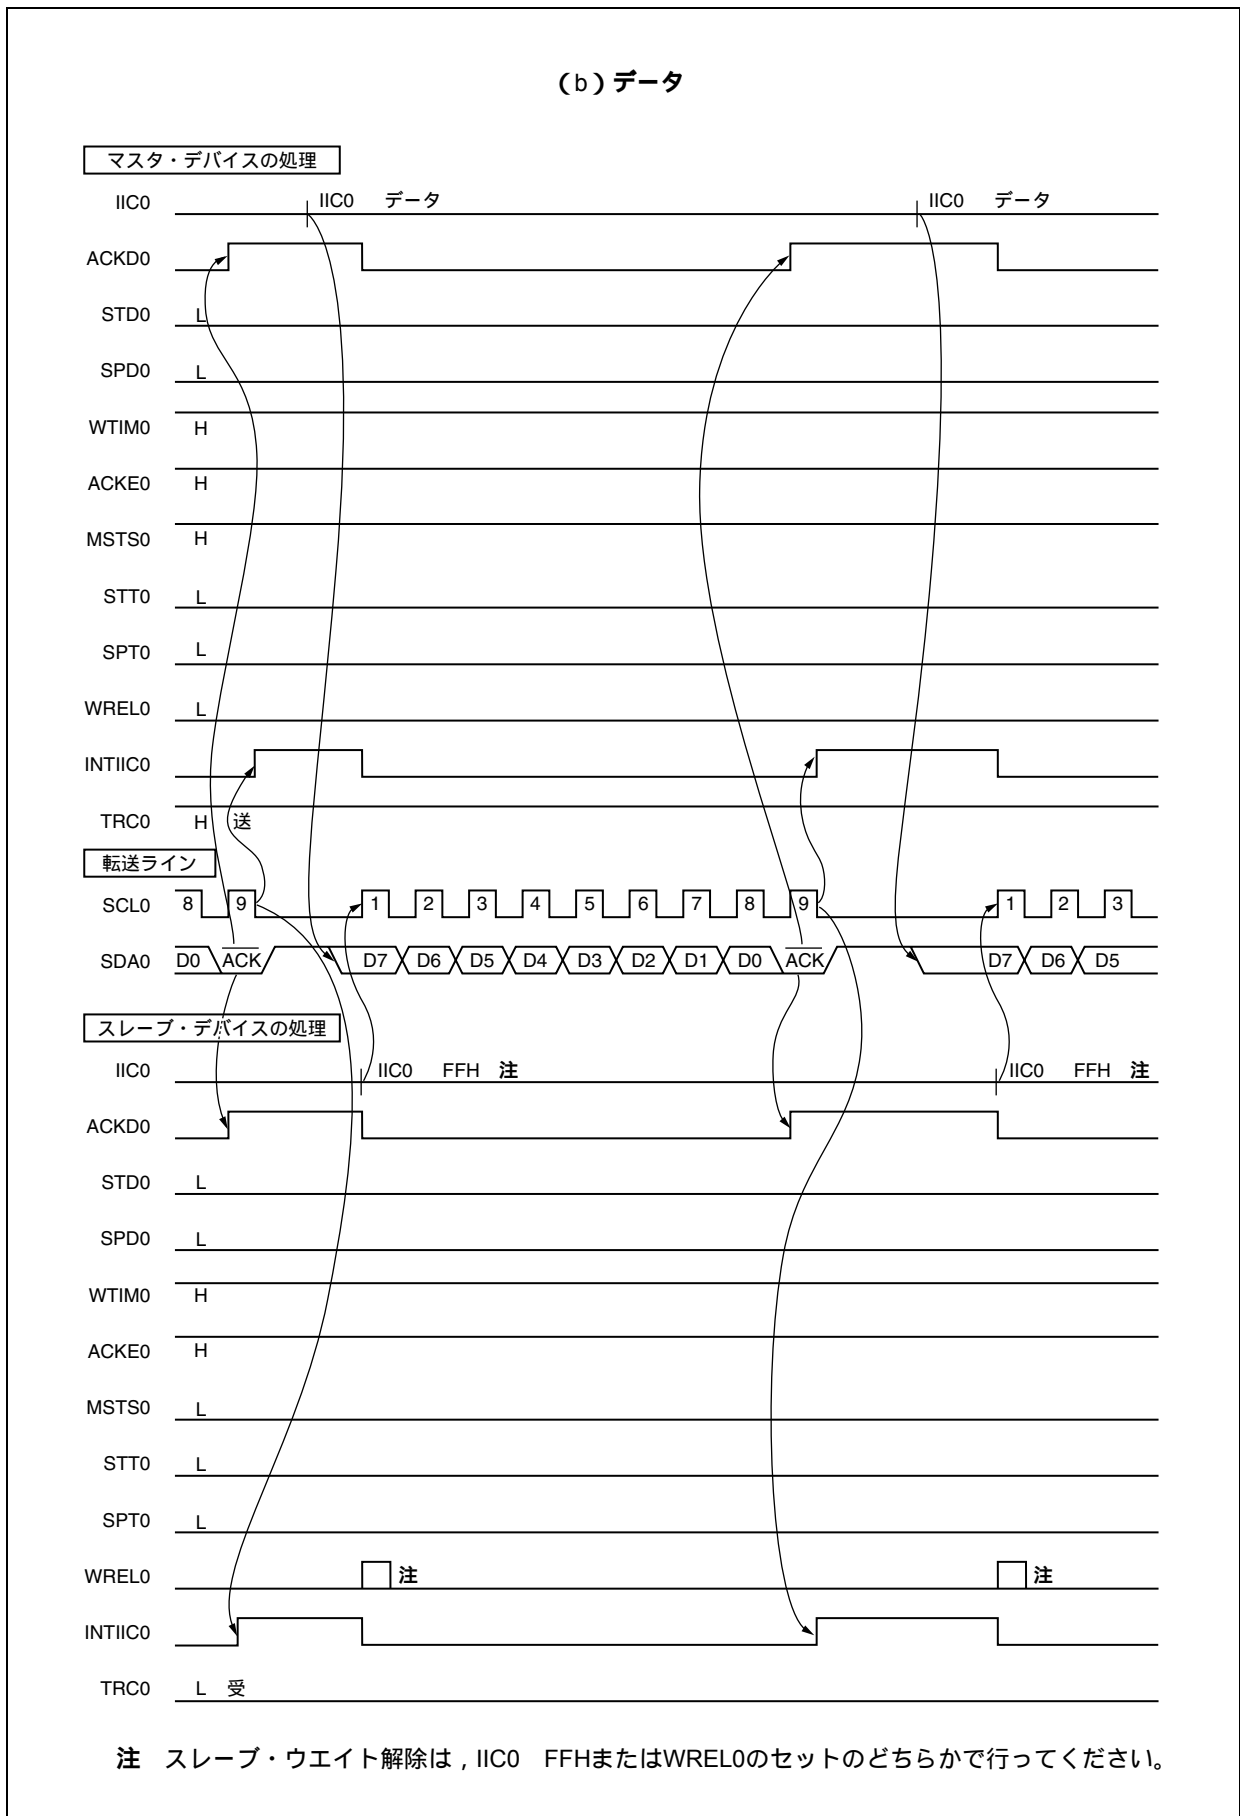 (b) データ
マスタ・デバイスの処理
IIC0 IIC0 データ IIC0 データ
ACKD0
STD0 L
SPD0 L
WTIM0 H
ACKE0 H
MSTS0 H
STT0 L
SPT0 L
WREL0 L
INTIIC0
TRC0 H 送
転送ライン
SCL0 8 9 1 2 3 4 5 6 7 8 9 1 2 3
SDA0 D0 ACK D7 D6 D5 D4 D3 D2 D1 D0 ACK D7 D6 D5
スレーブ・デバイスの処理
IIC0 IIC0 FFH 注 IIC0 FFH 注
ACKD0
STD0 L
SPD0 L
WTIM0 H
ACKE0 H
MSTS0 L
STT0 L
SPT0 L
WREL0 注 注
INTIIC0
TRC0 L 受
注 スレーブ・ウエイト解除は，IIC0 FFHまたはWREL0のセットのどちらかで行ってください。